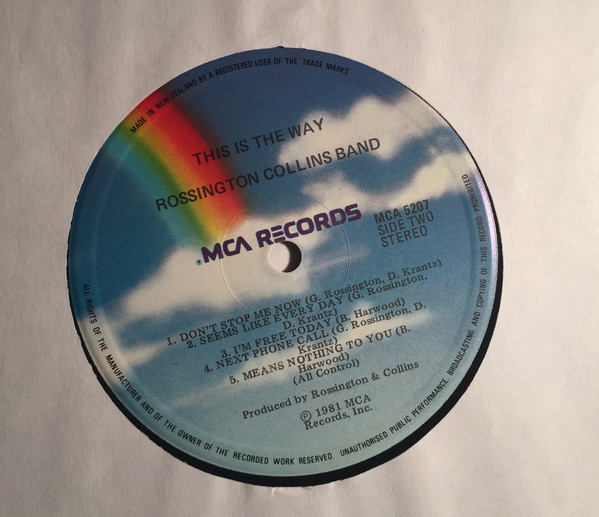 MADE IN NEW ZEALAND BY A REGISTERED USER OF THE TRADE MARKS
THIS IS THE WAY
ROSSINGTON COLLINS BAND
MCA RECORDS
MCA 5207
SIDE TWO
STEREO
1. DON'T STOP ME NOW (G. Rossington, D. Krantz)
2. SEEMS LIKE EVERY DAY (G. Rossington,
D. Krantz)
3. I'M FREE TODAY (B. Harwood)
4. NEXT PHONE CALL (G. Rossington, D.
Krantz)
5. MEANS NOTHING TO YOU (B.
Harwood)
(All Control)
Produced by Rossington & Collins
℗ 1981 MCA
Records, Inc.
ALL RIGHTS OF THE MANUFACTURER AND OF THE OWNER OF THE RECORDED WORK RESERVED. UNAUTHORISED PUBLIC PERFORMANCE, BROADCASTING AND COPYING OF THIS RECORD PROHIBITED